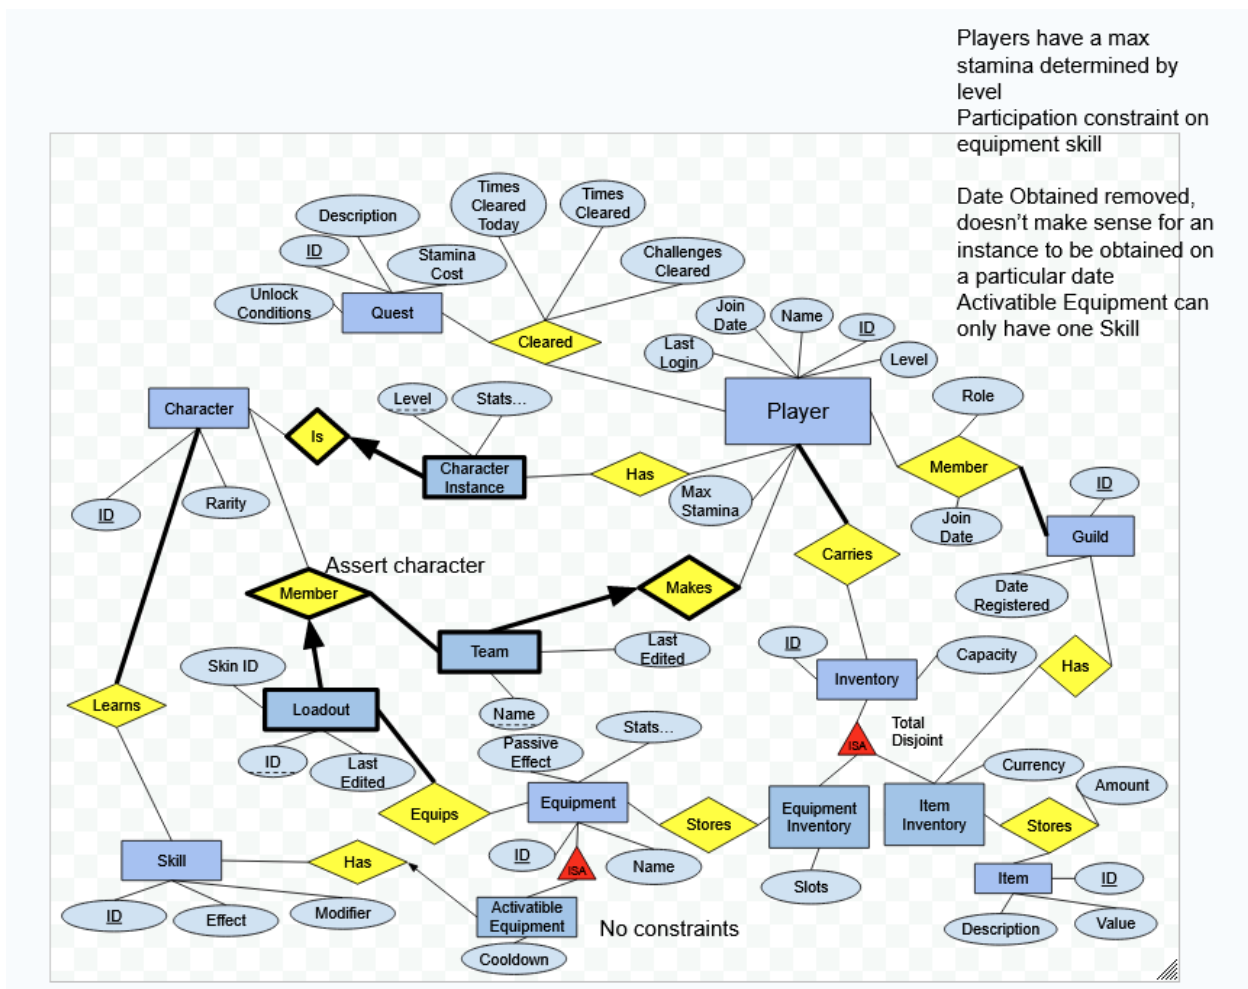 Players have a max
stamina determined by
level
Participation constraint on
equipment skill
Date Obtained removed,
doesn't make sense for an
instance to be obtained on
a particular date
Activatible Equipment can
only have one Skill
Times
Cleared
Today
Times
Cleared
Description
ID
Stamina
Cost
Challenges
Cleared
Unlock
Conditions
Quest
Cleared
Join
Date
Name
ID
Last
Login
Level
Player
Role
Character
Level
Stats...
Is
Character
Instance
Has
Max
Stamina
Member
ID
Join
Date
Guild
ID
Rarity
Carries
Date
Registered
Assert character
Member
Makes
Team
Last
Edited
ID
Capacity
Inventory
Has
Skin ID
Loadout
Learns
Name
ID
Last
Edited
Passive
Effect
Stats...
ISA
Total
Disjoint
Currency
Amount
Equips
Equipment
Stores
Equipment
Inventory
Item
Inventory
Stores
Skill
Has
ID
ISA
Name
Slots
Item
ID
ID
Effect
Modifier
Activatible
Equipment
No constraints
Cooldown
Description
Value